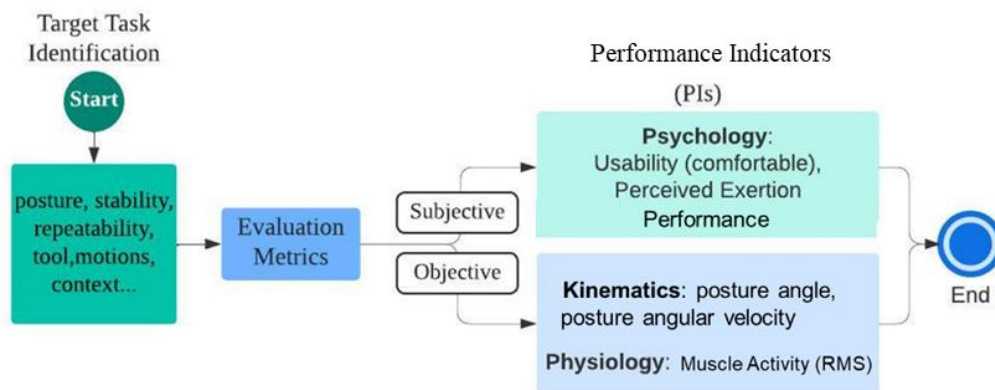 Target Task
Identification
Start
posture, stability,
repeatability,
tool,motions,
context...
Evaluation
Metrics
Subjective
Objective
Performance Indicators
(PIs)
Psychology:
Usability (comfortable),
Perceived Exertion
Performance
Kinematics: posture angle,
posture angular velocity
Physiology: Muscle Activity (RMS)
End